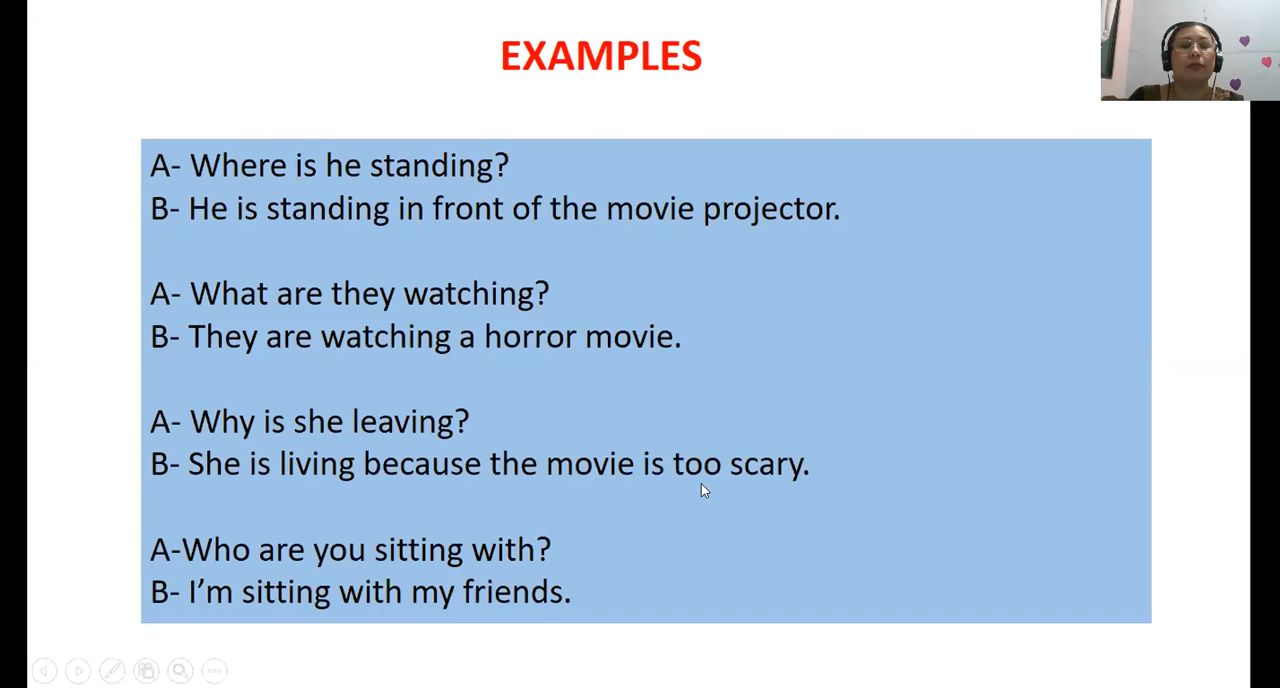 EXAMPLES
A- Where is he standing?
B- He is standing in front of the movie projector.
A- What are they watching?
B- They are watching a horror movie.
A- Why is she leaving?
B- She is living because the movie is too scary.
A-Who are you sitting with?
B- I’m sitting with my friends.